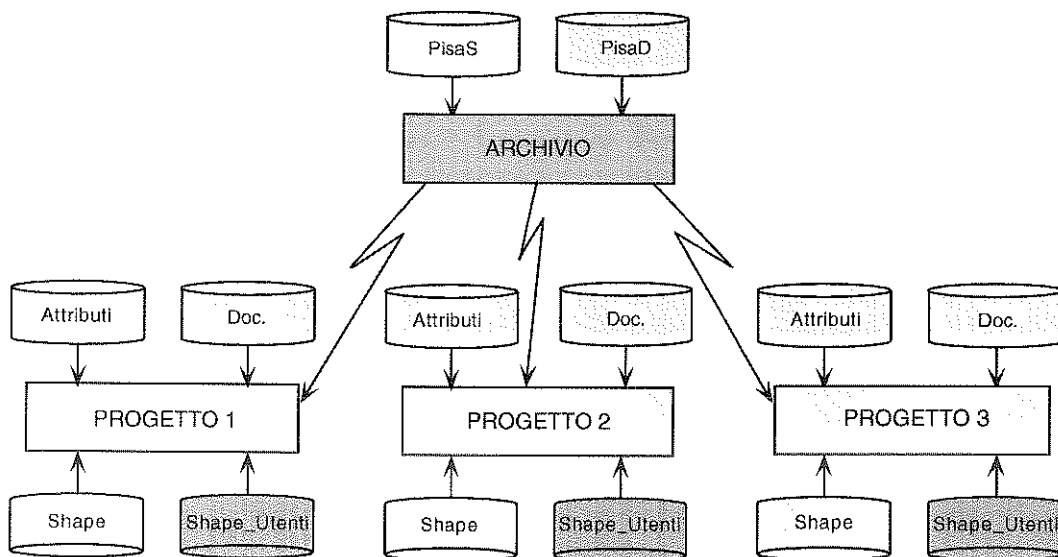 PisaS
PisaD
ARCHIVIO
Attributi
Doc.
Attributi
Doc.
Attributi
Doc.
PROGETTO 1
PROGETTO 2
PROGETTO 3
Shape
Shape_Utenti
Shape
Shape_Utenti
Shape
Shape_Utenti